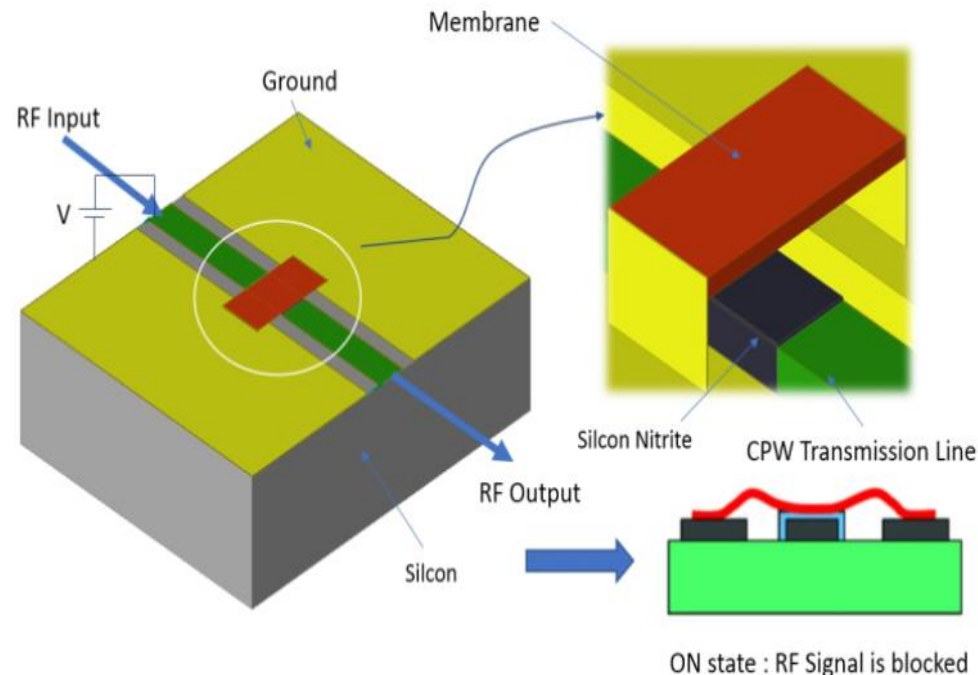 Membrane
Ground
RF Input
V
Silcon Nitrite
CPW Transmission Line
RF Output
Silcon
ON state : RF Signal is blocked